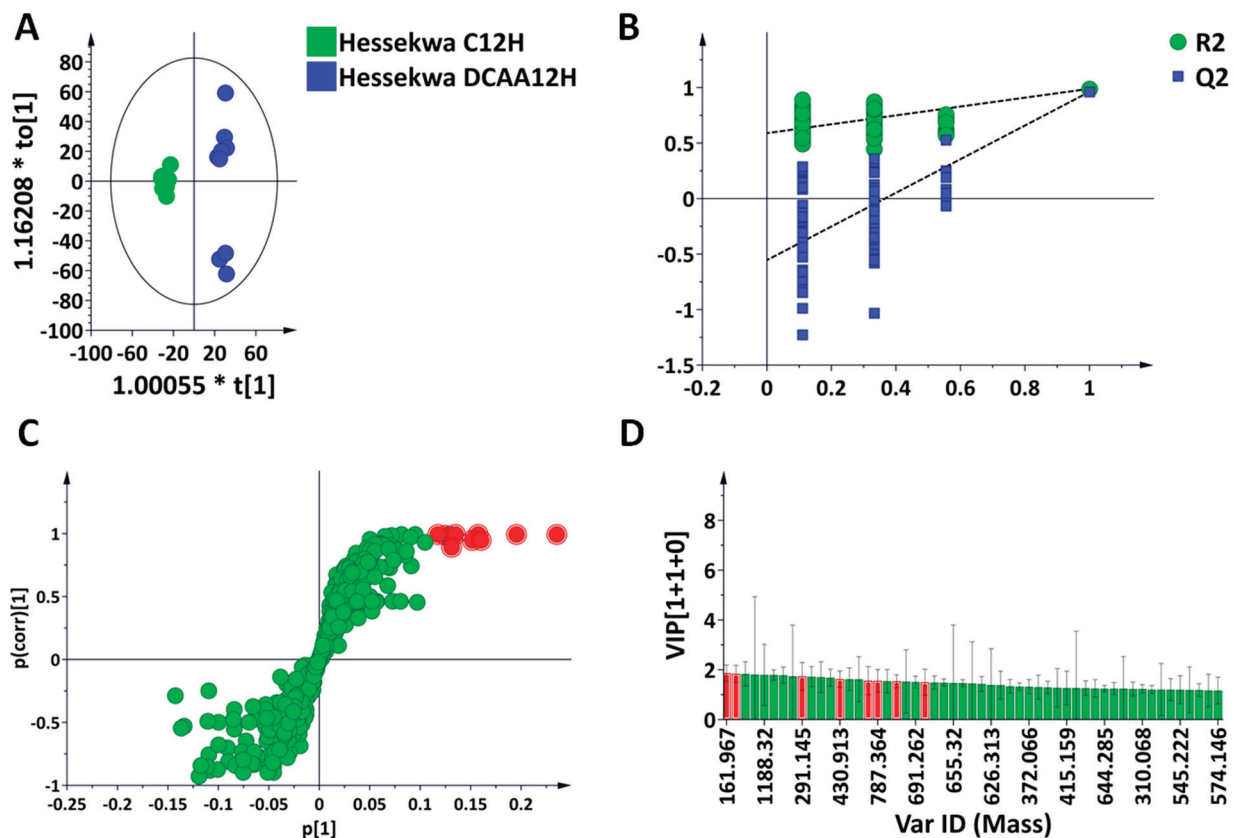 A
Hessekwa C12H
Hessekwa DCAA12H
1.16208 * to[1]
80
60
40
20
0
-20
-40
-60
-80
-100
-100 -60 -20 20 60
1.00055 * t[1]
B
R2
Q2
1
0.5
0
-0.5
-1
-1.5
-0.2 0 0.2 0.4 0.6 0.8 1
C
p(corr)[1]
1
0.5
0
-0.5
-1
-0.25 -0.2 -0.15 -0.1 -0.05 0 0.05 0.1 0.15 0.2
p[1]
D
VIP[1+1+0]
8
6
4
2
0
161.967
1188.32
291.145
430.913
787.364
691.262
655.32
626.313
372.066
415.159
644.285
310.068
545.222
574.146
Var ID (Mass)